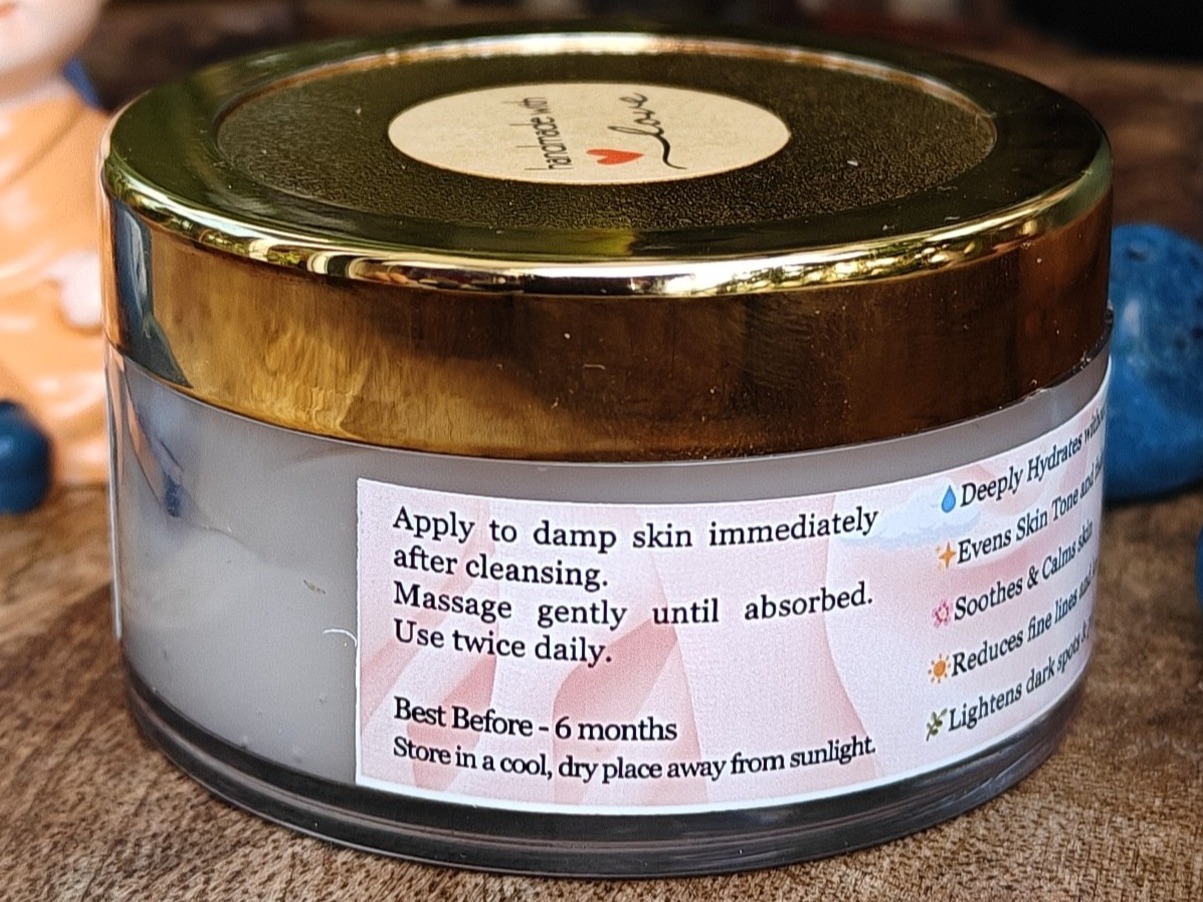 handmade with
love
Apply to damp skin immediately
after cleansing.
Massage gently until absorbed.
Use twice daily.
Best Before - 6 months
Store in a cool, dry place away from sunlight.
Deeply Hydrates
Evens Skin Tone and
Soothes & Calms skin
Reduces fine lines and
Lightens dark spots &